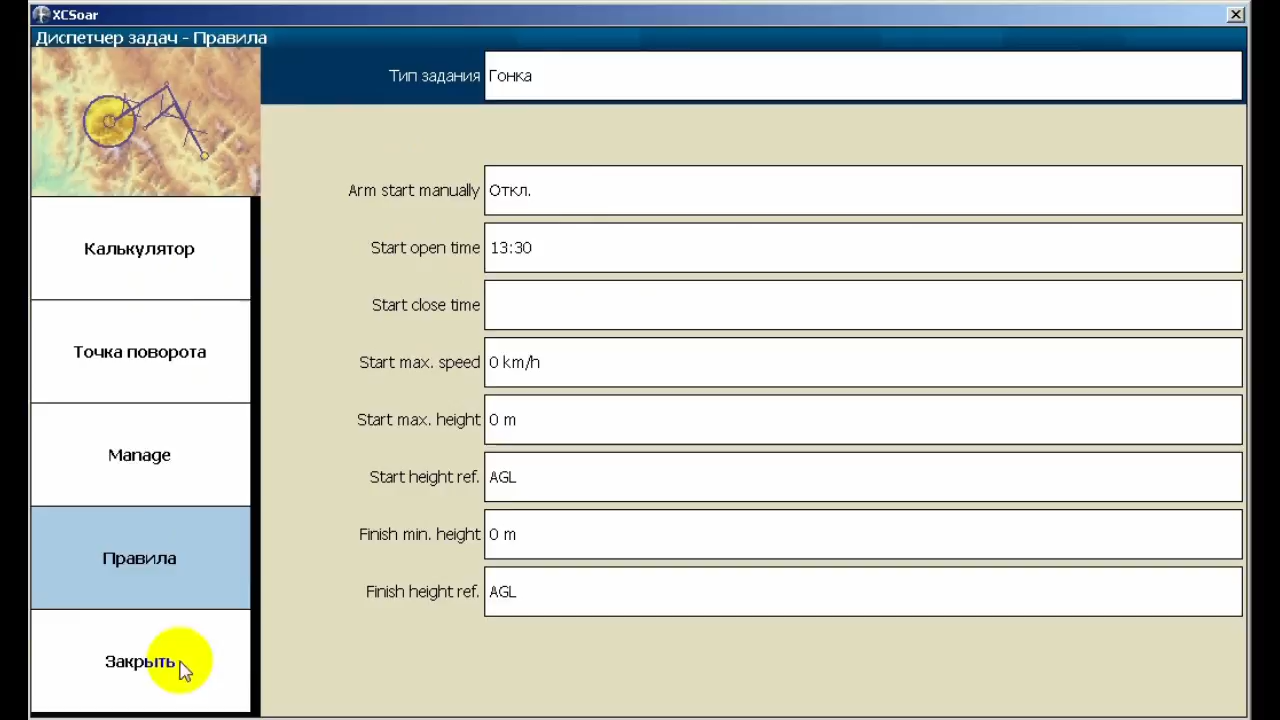 XCSoar
Диспетчер задач - Правила
Тип задания Гонка
Arm start manually Откл.
Start open time 13:30
Start close time
Start max. speed 0 km/h
Start max. height 0 m
Start height ref. AGL
Finish min. height 0 m
Finish height ref. AGL
Калькулятор
Точка поворота
Manage
Правила
Закрыть